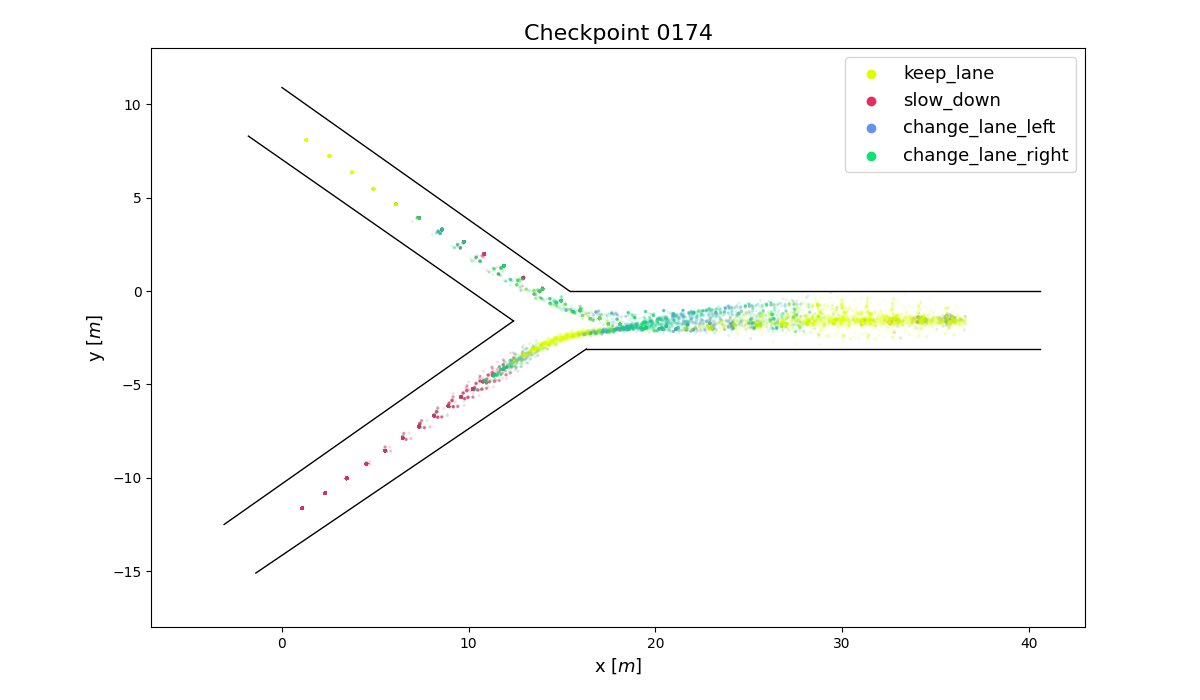 Checkpoint 0174
keep_lane
slow_down
change_lane_left
change_lane_right
10
5
0
−5
−10
−15
y [m]
0
10
20
30
40
x [m]